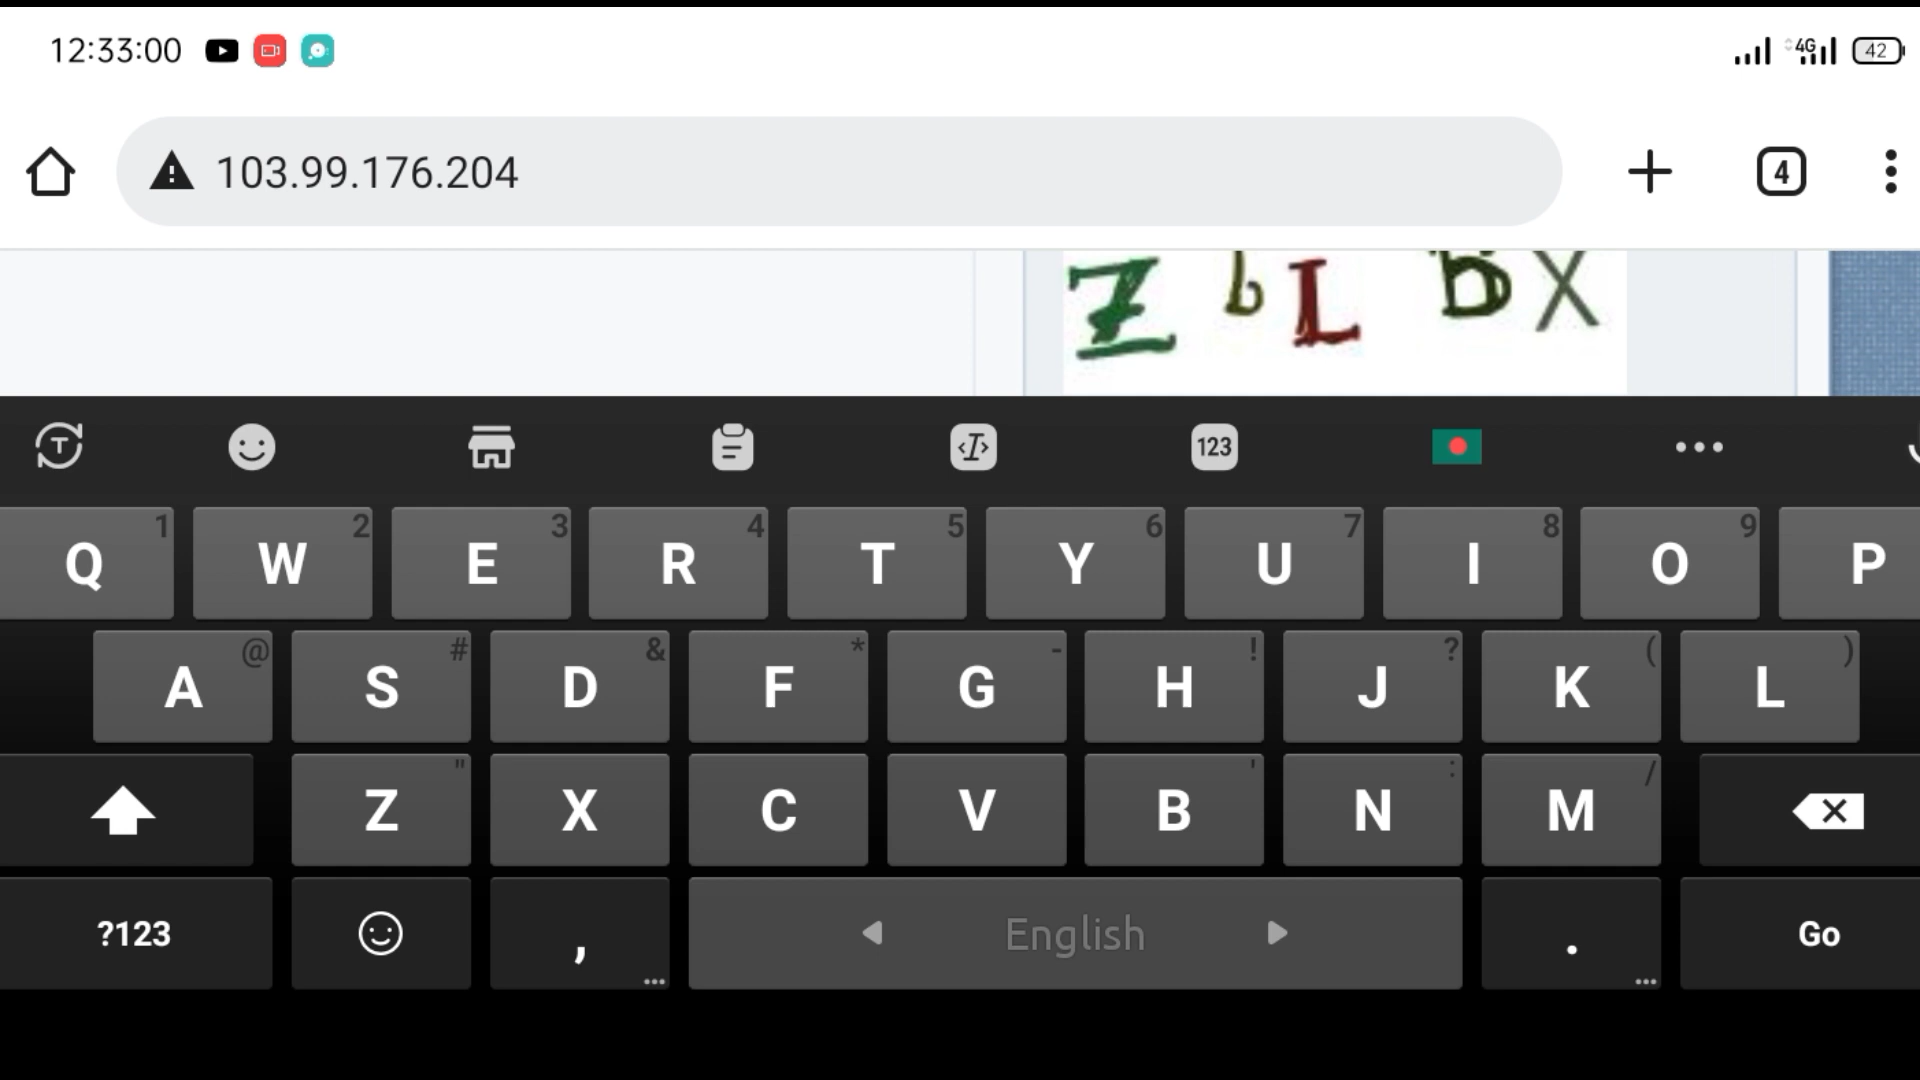 12:33:00 4G 42
103.99.176.204 4
Z b L B X
T I 123
Q 1 W 2 E 3 R 4 T 5 Y 6 U 7 I 8 O 9 P
A @ S # D & F * G - H ! J ? K ( L )
Z " X C V B ' N : M /
?123 , ... English . ... Go